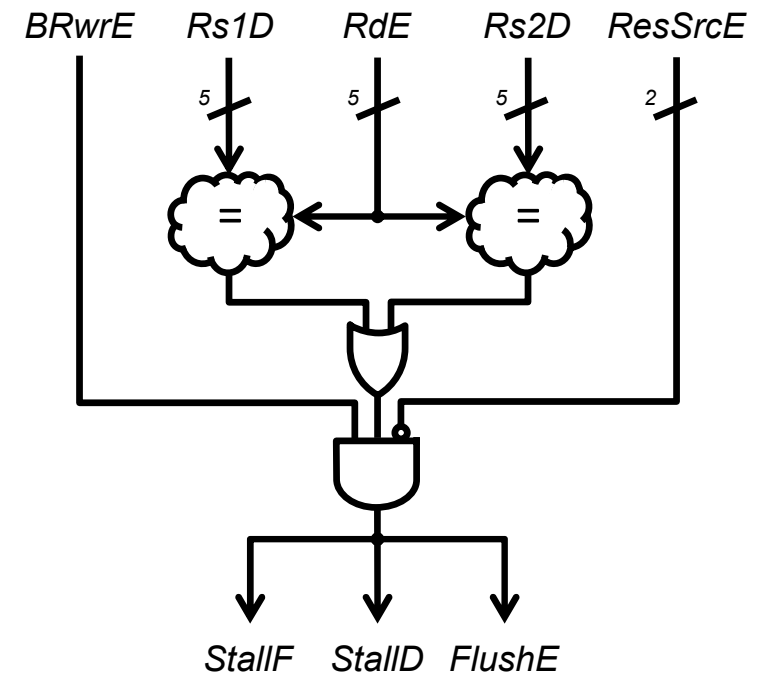 BRwrE Rs1D RdE Rs2D ResSrcE
5 5 5 2
= =
StallF StallD FlushE